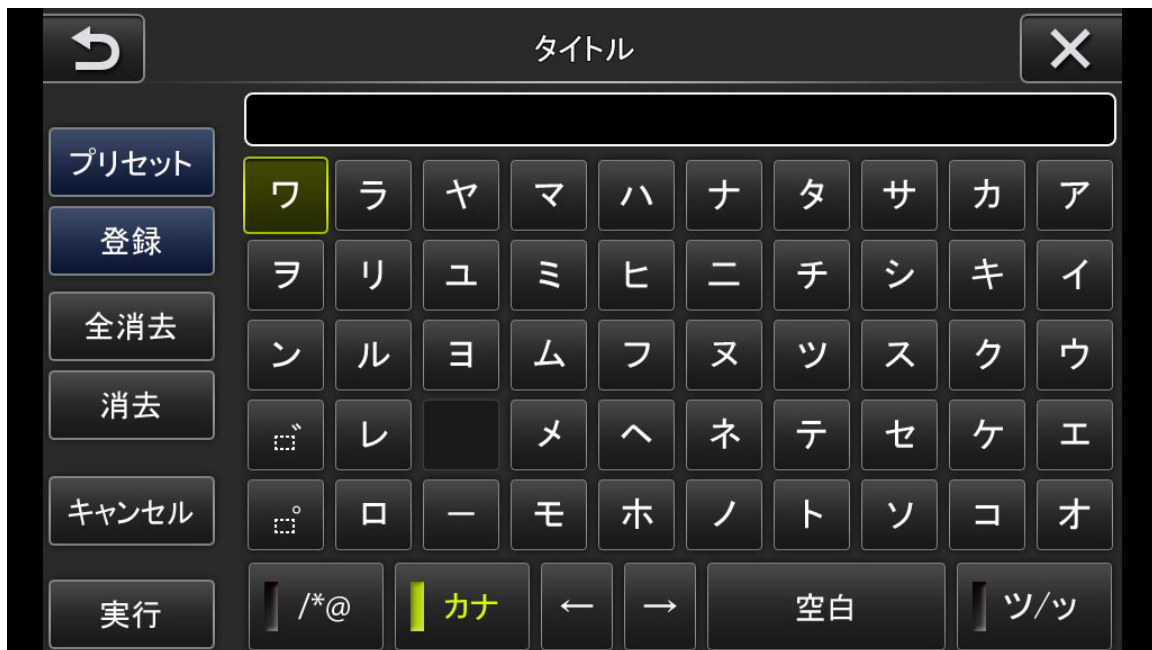 タイトル
プリセット
登録
全消去
消去
キャンセル
実行
ワ ラ ヤ マ ハ ナ タ サ カ ア
ヲ リ ユ ミ ヒ ニ チ シ キ イ
ン ル ヨ ム フ ヌ ツ ス ク ウ
゛ レ メ ヘ ネ テ セ ケ エ
゜ ロ ー モ ホ ノ ト ソ コ オ
/*@ カナ ← → 空白 ツ/ッ